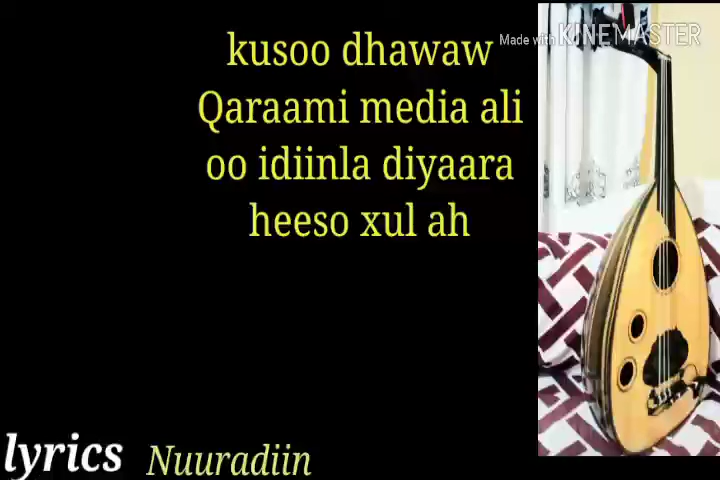 kusoo dhawaw
Made with KINEMASTER
Qaraami media ali
oo idiinla diyaara
heeso xul ah
lyrics Nuuradiin